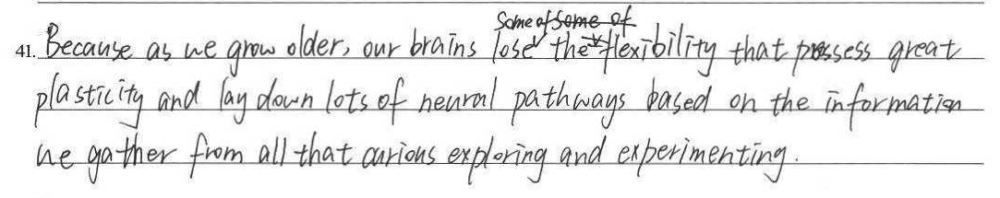 Some of some of
41. Because as we grow older, our brains lose the flexibility that possess great
plasticity and lay down lots of neural pathways based on the information
we gather from all that curious exploring and experimenting.